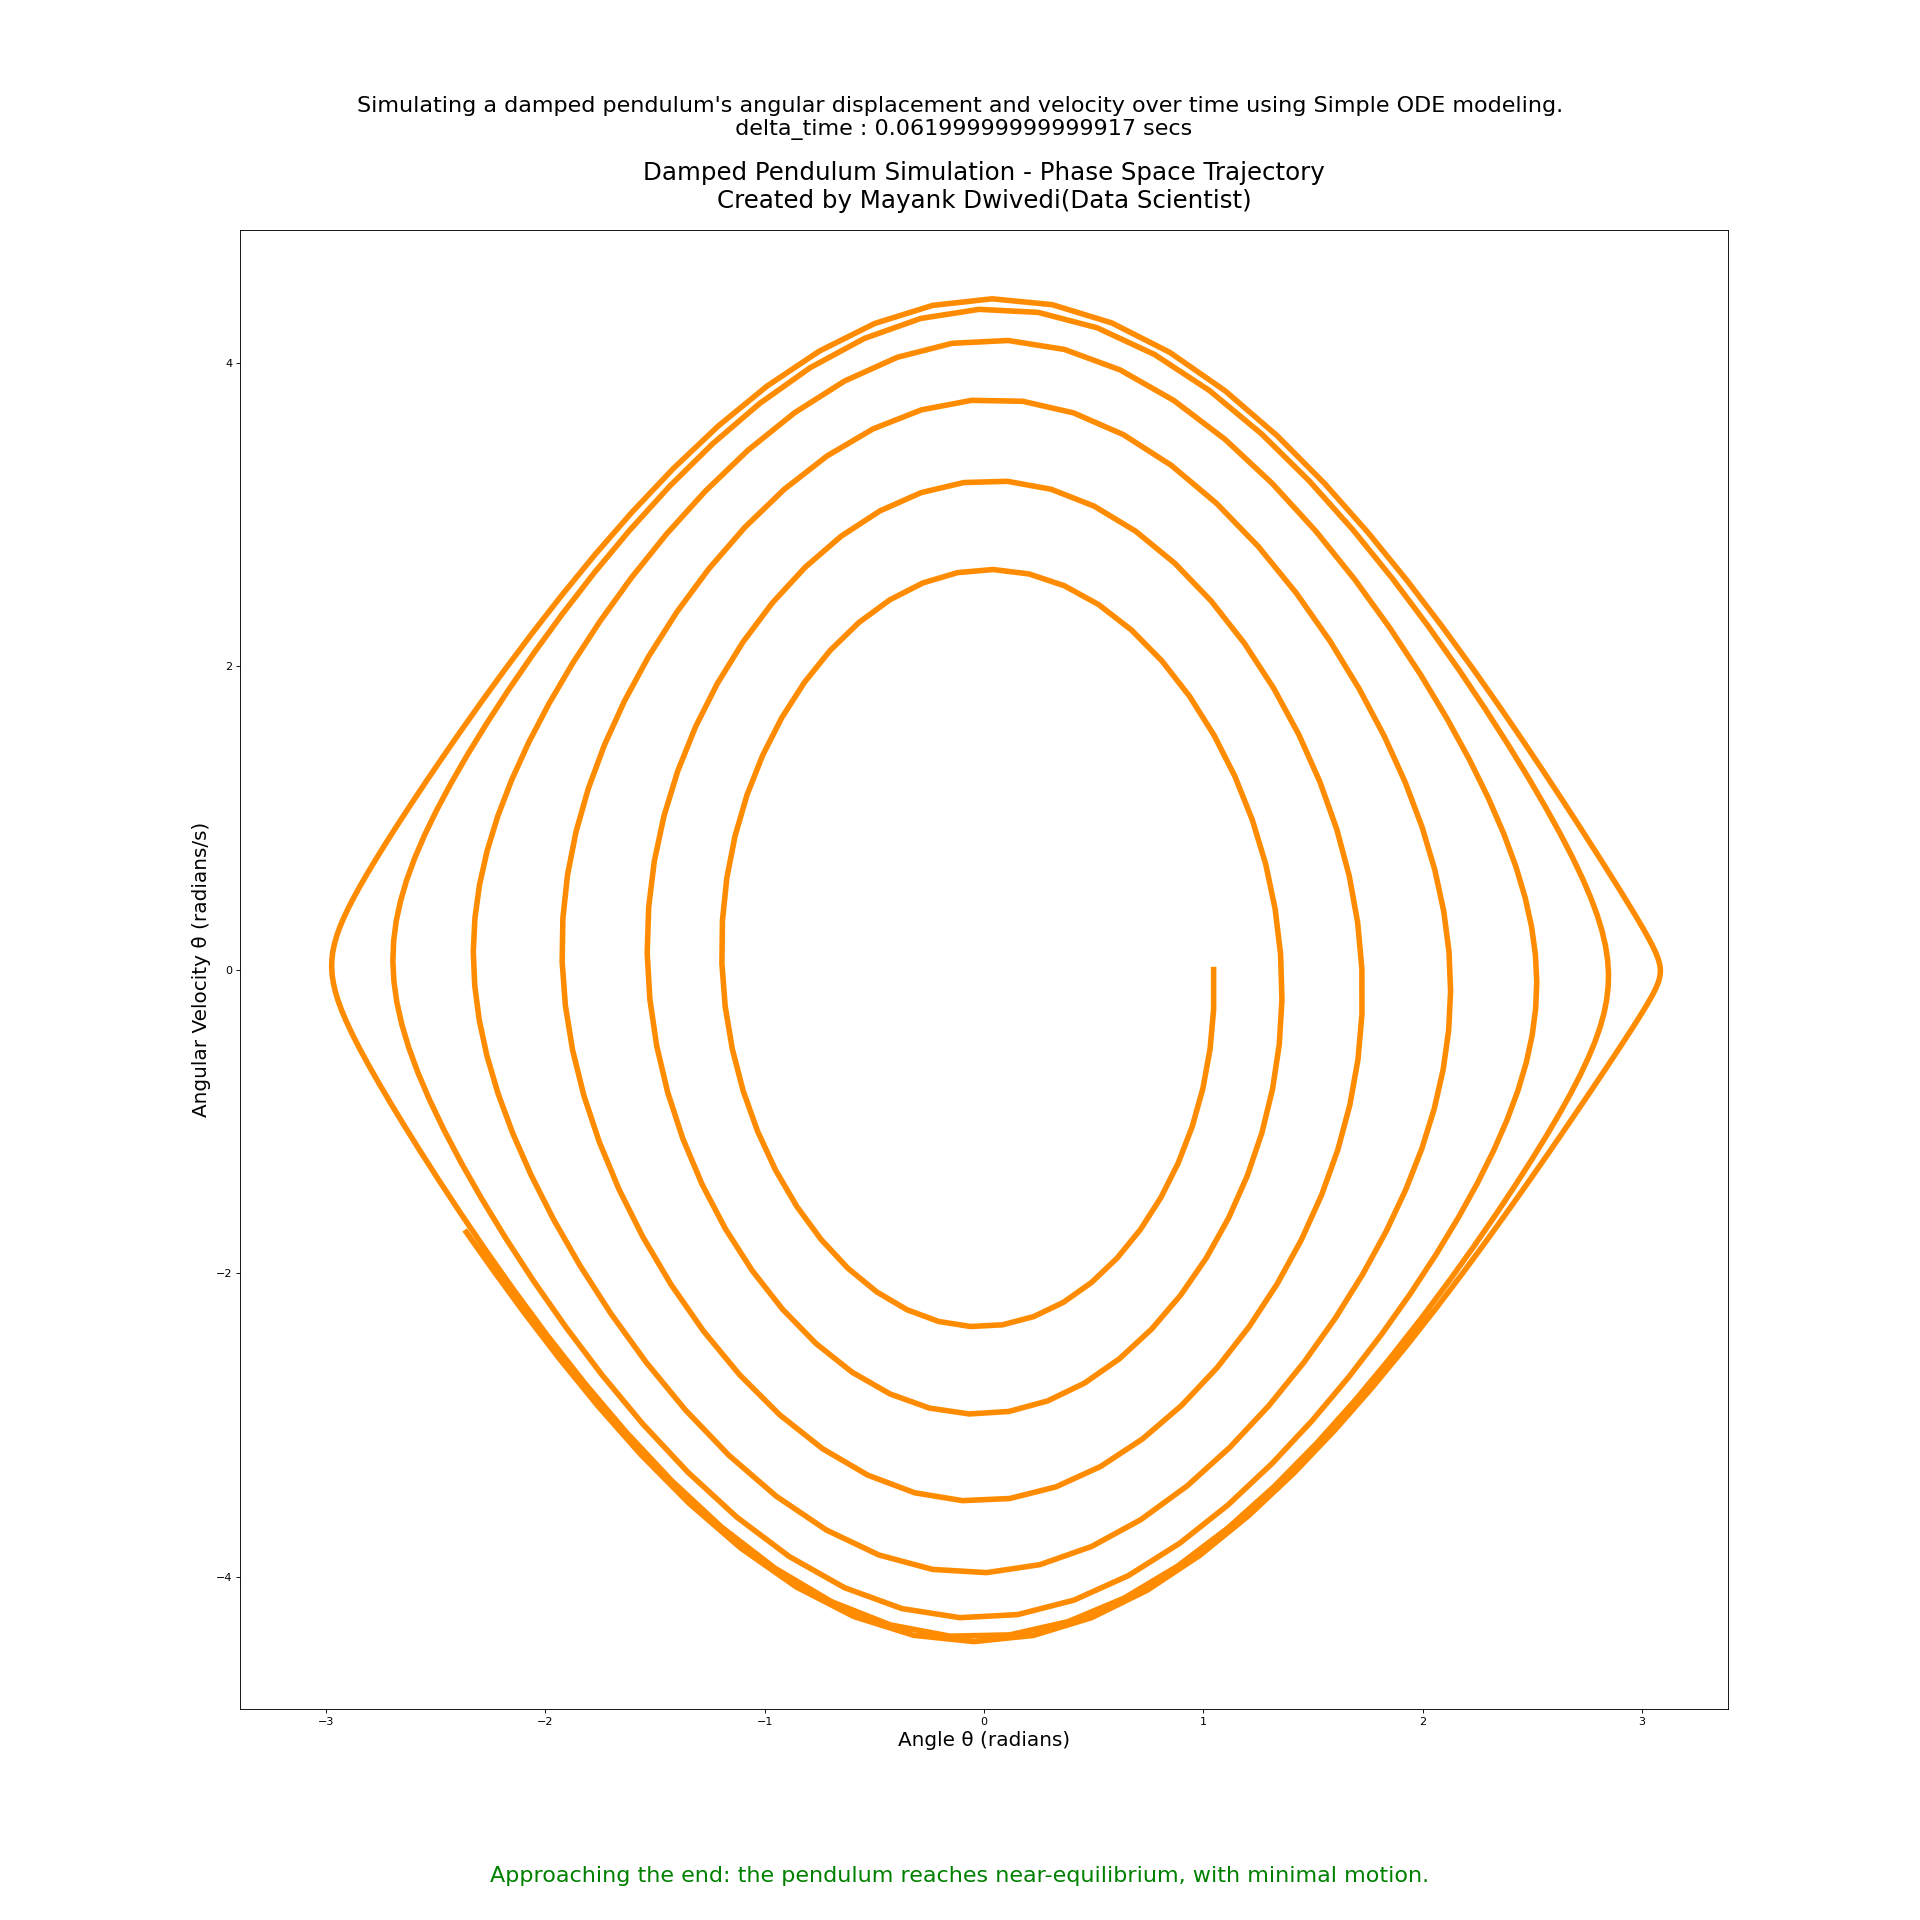 Simulating a damped pendulum's angular displacement and velocity over time using Simple ODE modeling.
delta_time : 0.06199999999999917 secs
Damped Pendulum Simulation - Phase Space Trajectory
Created by Mayank Dwivedi(Data Scientist)
Angular Velocity θ (radians/s)
4
2
0
−2
−4
−3
−2
−1
0
1
2
3
Angle θ (radians)
Approaching the end: the pendulum reaches near-equilibrium, with minimal motion.